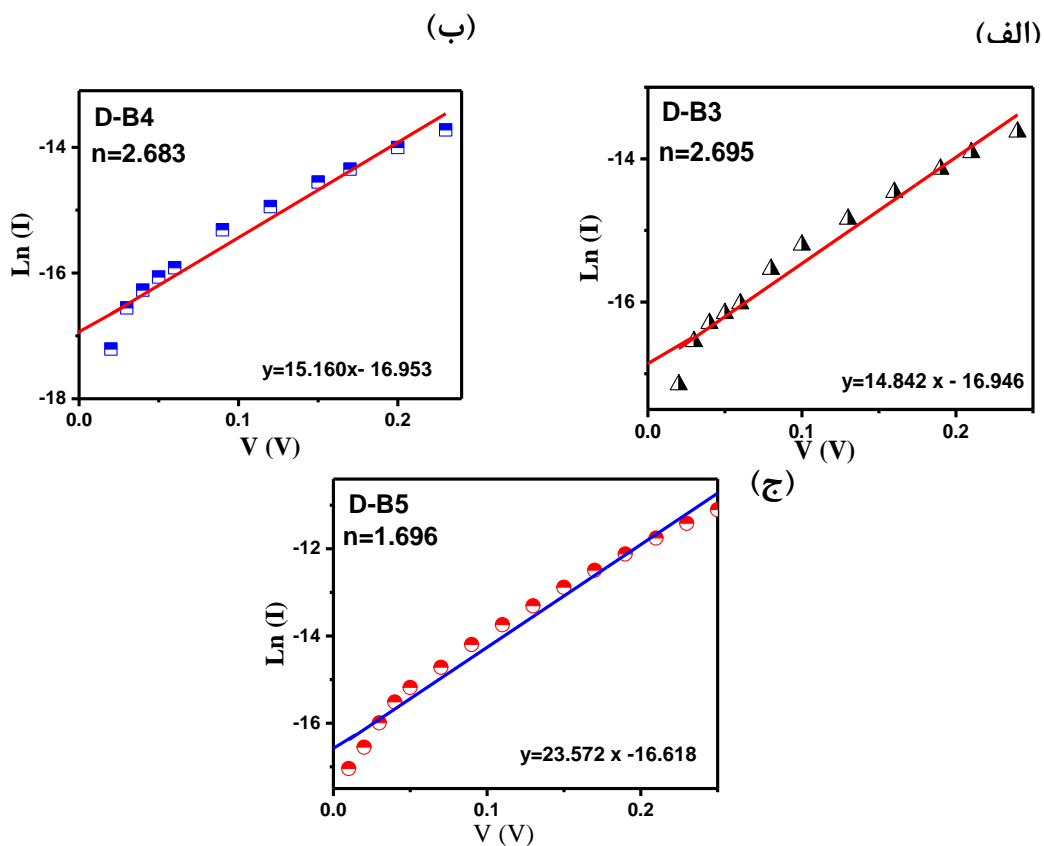 (الف)
D-B3
n=2.695
Ln (I)
-14
-16
y=14.842 x - 16.946
0.0
0.1
0.2
V (V)
(ب)
D-B4
n=2.683
Ln (I)
-14
-16
-18
y=15.160x- 16.953
0.0
0.1
0.2
V (V)
(ج)
D-B5
n=1.696
Ln (I)
-12
-14
-16
y=23.572 x -16.618
0.0
0.1
0.2
V (V)